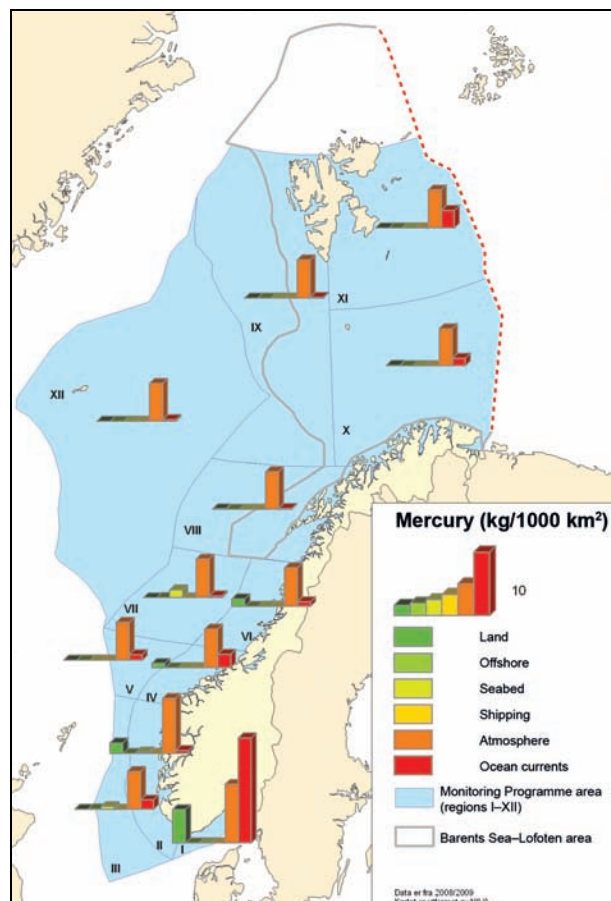 XI
IX
XII
X
VIII
VII
VI
V
IV
III
II
I
Mercury (kg/1000 km²)
10
Land
Offshore
Seabed
Shipping
Atmosphere
Ocean currents
Monitoring Programme area
(regions I–XII)
Barents Sea–Lofoten area
Data er fra 2008/2009